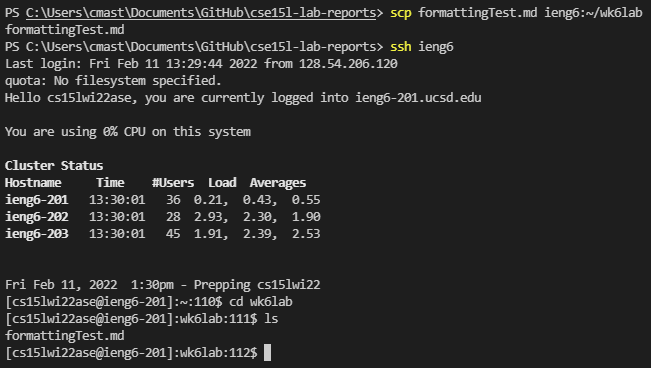 PS C:\Users\cmast\Documents\GitHub\cse15l-lab-reports> scp formattingTest.md ieng6:~/wk6lab
formattingTest.md
PS C:\Users\cmast\Documents\GitHub\cse15l-lab-reports> ssh ieng6
Last login: Fri Feb 11 13:29:44 2022 from 128.54.206.120
quota: No filesystem specified.
Hello cs15lwi22ase, you are currently logged into ieng6-201.ucsd.edu
You are using 0% CPU on this system
Cluster Status
Hostname     Time    #Users  Load  Averages
ieng6-201   13:30:01   36  0.21,  0.43,  0.55
ieng6-202   13:30:01   28  2.93,  2.30,  1.90
ieng6-203   13:30:01   45  1.91,  2.39,  2.53
Fri Feb 11, 2022  1:30pm - Prepping cs15lwi22
[cs15lwi22ase@ieng6-201]:~:110$ cd wk6lab
[cs15lwi22ase@ieng6-201]:wk6lab:111$ ls
formattingTest.md
[cs15lwi22ase@ieng6-201]:wk6lab:112$